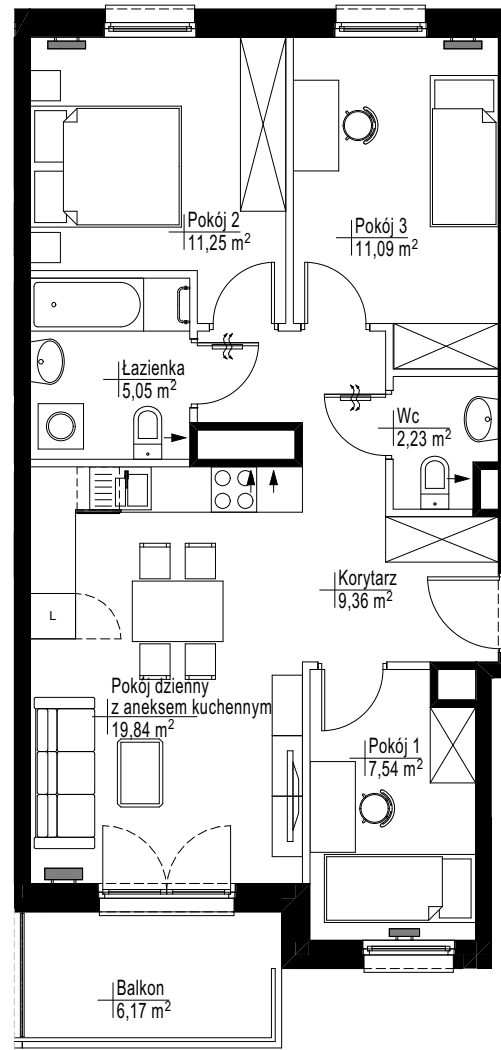 Pokój 2
11,25 m²
Pokój 3
11,09 m²
Łazienka
5,05 m²
Wc
2,23 m²
Korytarz
9,36 m²
L
Pokój dzienny
z aneksem kuchennym
19,84 m²
Pokój 1
7,54 m²
Balkon
6,17 m²